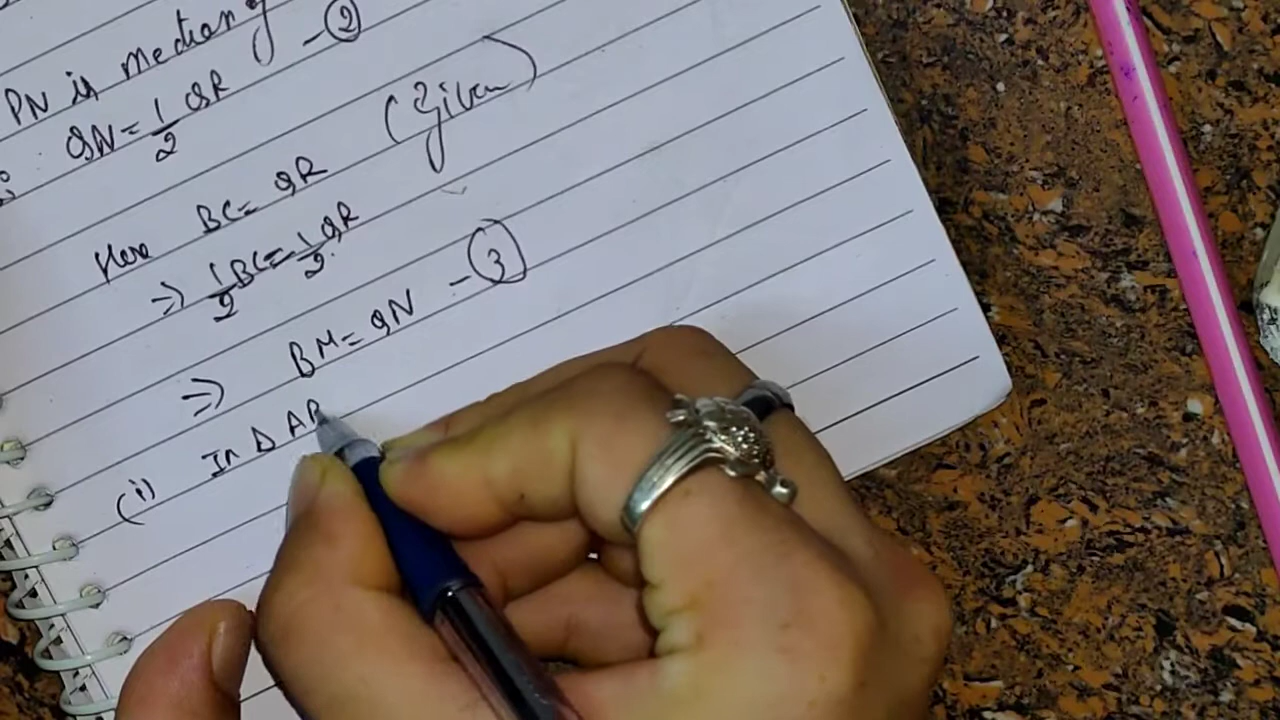 PN is median
∴ QN = 1/2 QR - ②
Here BC = QR (Given)
=> 1/2 BC = 1/2 QR
=> BM = QN - ③
(i) In Δ AB